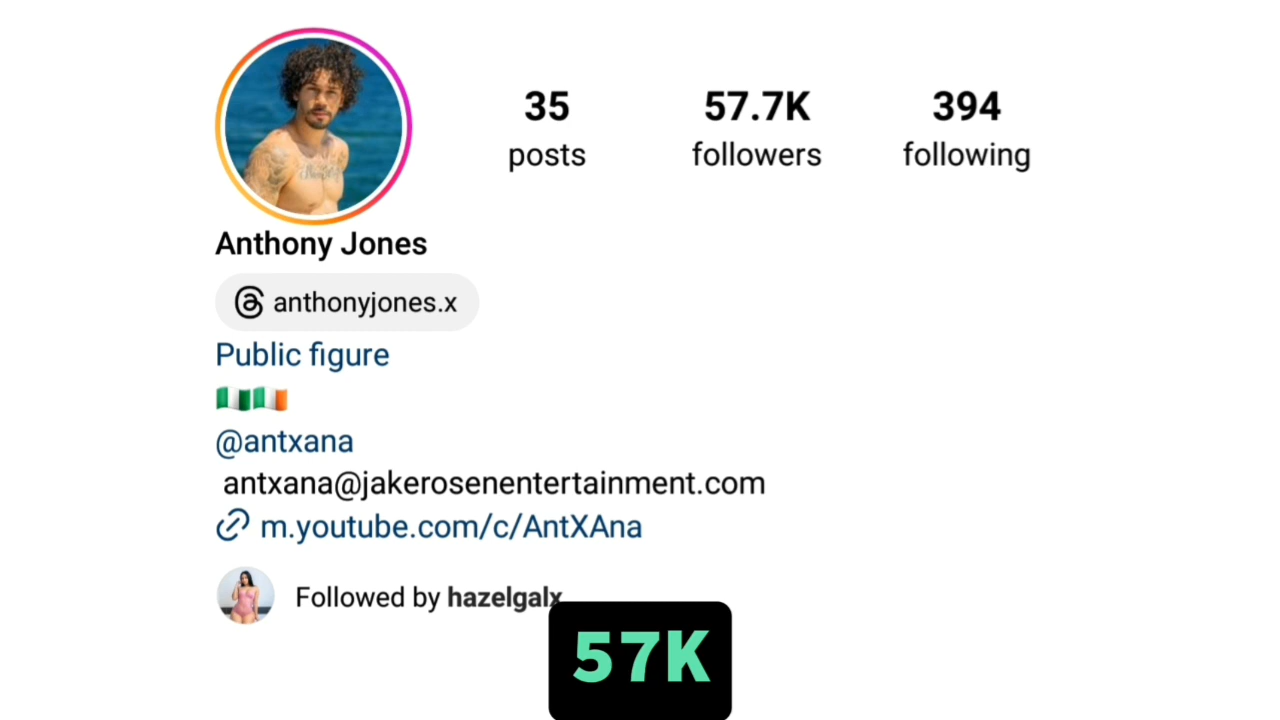 35 57.7K 394
posts followers following
Anthony Jones
anthonyjones.x
Public figure
🇳🇬🇮🇪
@antxana
antxana@jakerosenentertainment.com
m.youtube.com/c/AntXAna
Followed by hazelgalx
57K